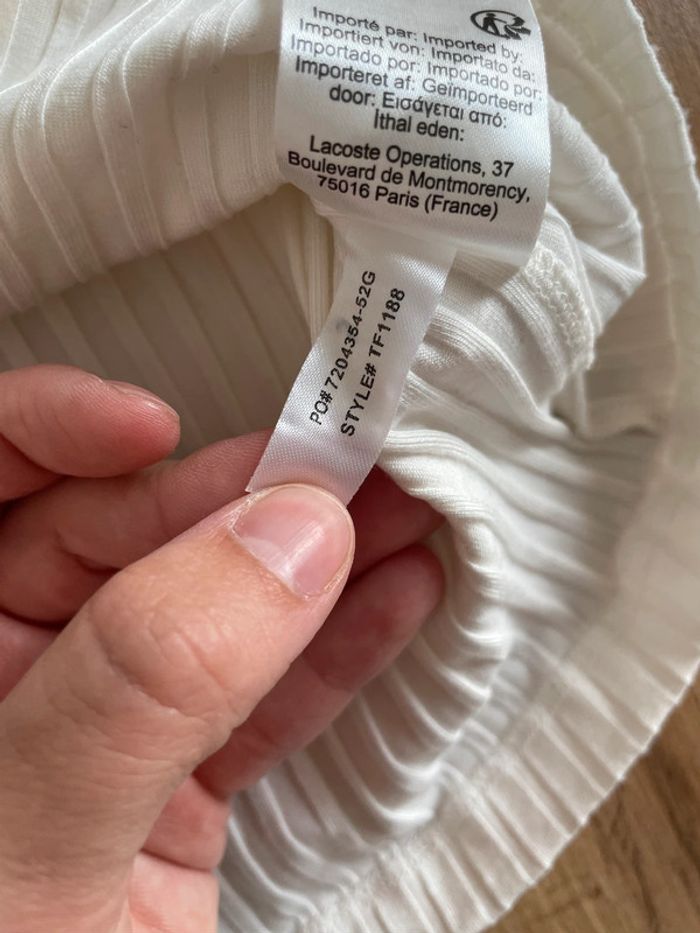 Importé par: Imported by:
Importiert von: Importato da:
Importado por: Importado por:
Importeret af: Geïmporteerd
door: Εισάγεται από:
İthal eden:
Lacoste Operations, 37
Boulevard de Montmorency,
75016 Paris (France)
PO# 7204354-52G
STYLE# TF1188